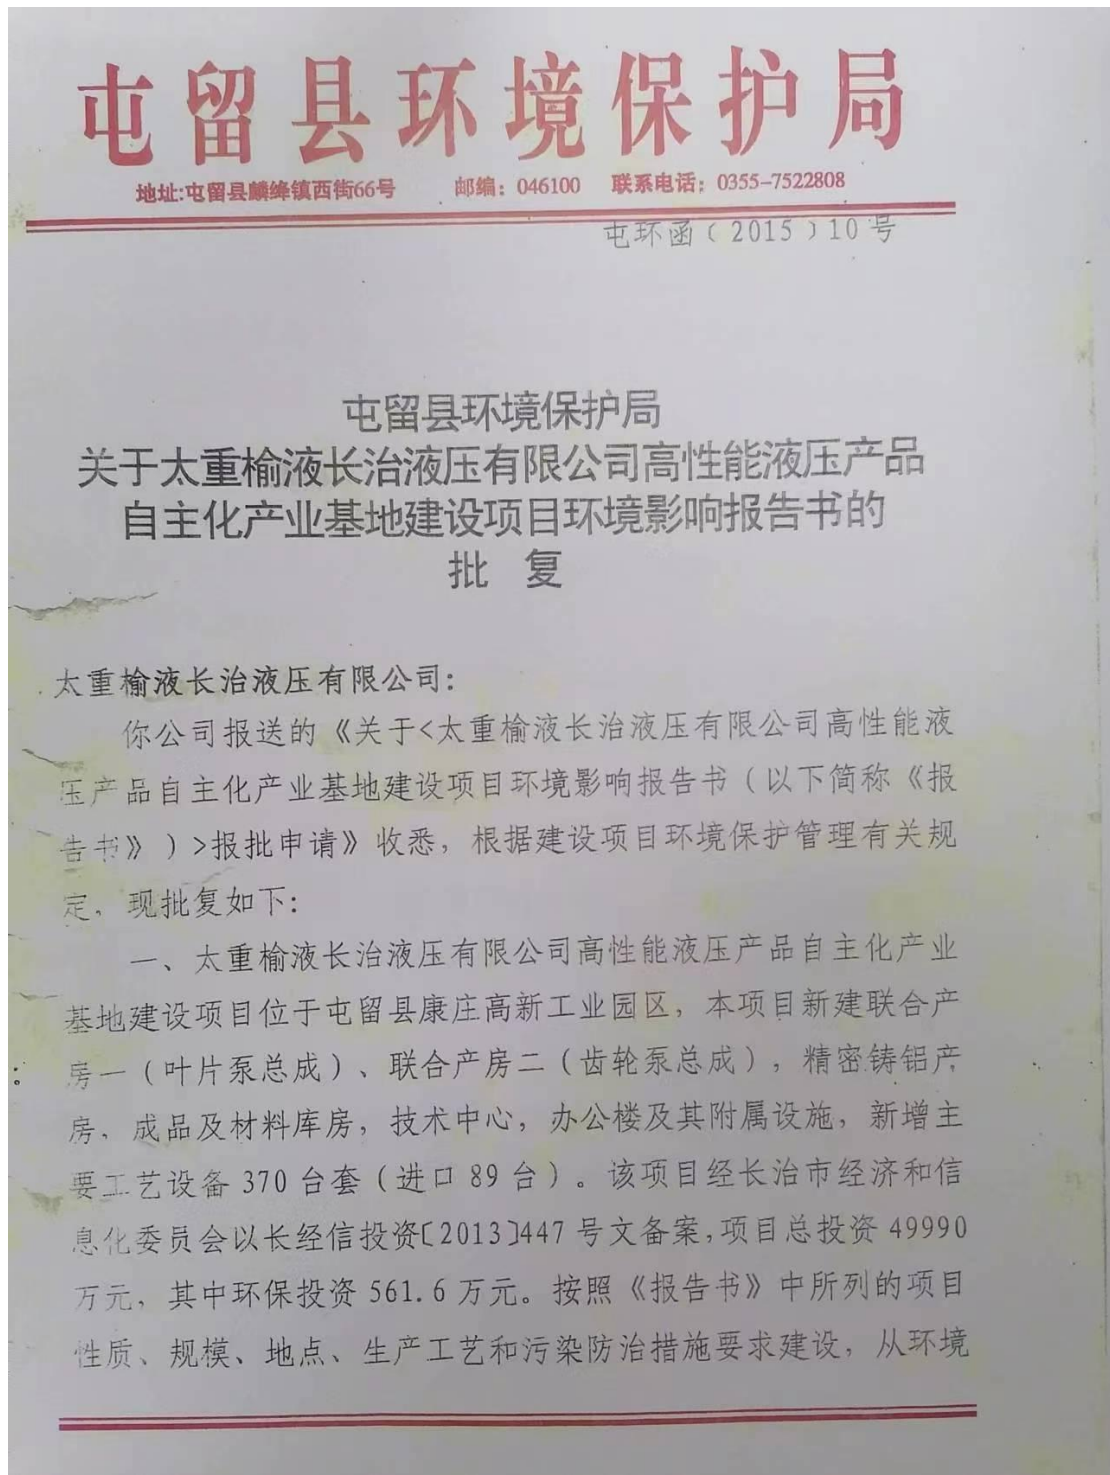 屯留县环境保护局
地址:屯留县麟绛镇西街66号 邮编：046100 联系电话：0355-7522808
屯环函〔2015〕10号
屯留县环境保护局
关于太重榆液长治液压有限公司高性能液压产品
自主化产业基地建设项目环境影响报告书的
批 复
太重榆液长治液压有限公司：
你公司报送的《关于<太重榆液长治液压有限公司高性能液
压产品自主化产业基地建设项目环境影响报告书（以下简称《报
告书》）>报批申请》收悉，根据建设项目环境保护管理有关规
定，现批复如下：
一、太重榆液长治液压有限公司高性能液压产品自主化产业
基地建设项目位于屯留县康庄高新工业园区，本项目新建联合产
房一（叶片泵总成）、联合产房二（齿轮泵总成），精密铸铝产
房，成品及材料库房，技术中心，办公楼及其附属设施，新增主
要工艺设备 370 台套（进口 89 台）。该项目经长治市经济和信
息化委员会以长经信投资〔2013〕447 号文备案，项目总投资 49990
万元，其中环保投资 561.6 万元。按照《报告书》中所列的项目
性质、规模、地点、生产工艺和污染防治措施要求建设，从环境